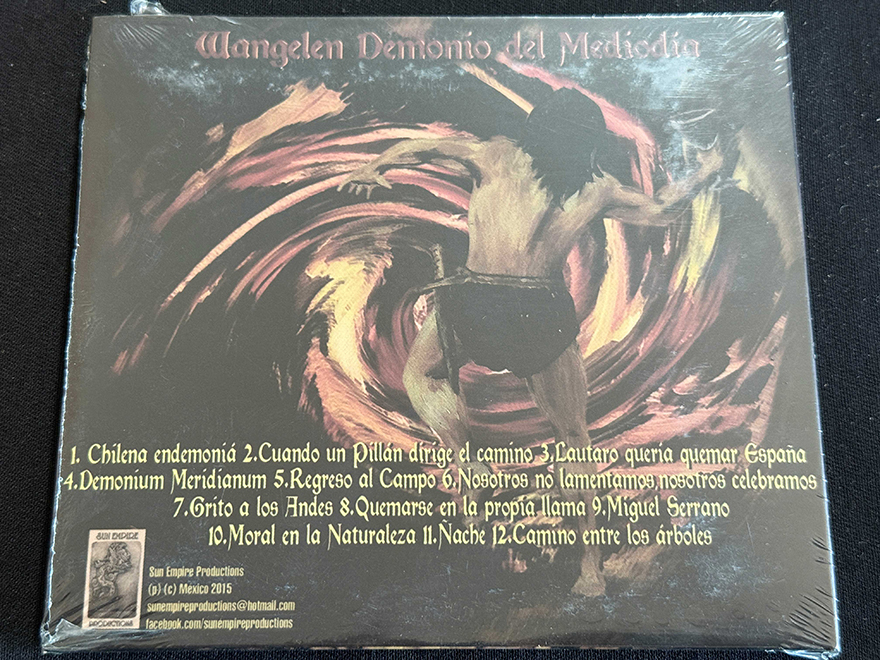 Wangelen Demonio del Mediodia
1. Chilena endemoniá 2.Cuando un Pillán dirige el camino 3.Lautaro quería quemar España
4.Demonium Meridianum 5.Regreso al Campo 6.Nosotros no lamentamos,nosotros celebramos
7.Grito a los Andes 8.Quemarse en la propia llama 9.Miguel Serrano
10.Moral en la Naturaleza 11.Ñache 12.Camino entre los árboles
SUN EMPIRE
PRODUCTIONS
Sun Empire Productions
(p) (c) México 2015
sunempireproductions@hotmail.com
facebook.com/sunempireproductions